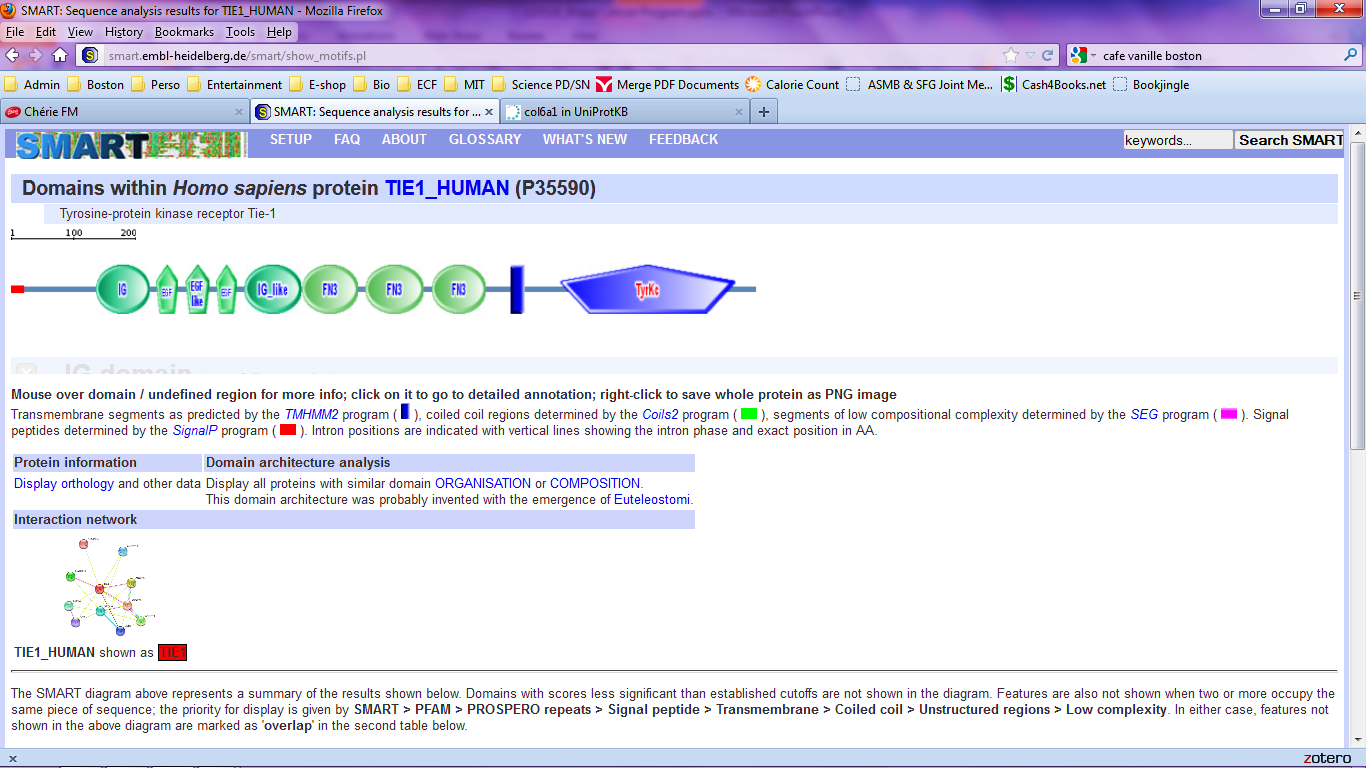 SMART: Sequence analysis results for TIE1_HUMAN - Mozilla Firefox
File Edit View History Bookmarks Tools Help
smart.embl-heidelberg.de/smart/show_motifs.pl
cafe vanille boston
Admin Boston Perso Entertainment E-shop Bio ECF MIT Science PD/SN Merge PDF Documents Calorie Count ASMB & SFG Joint Me... Cash4Books.net Bookjingle
Chérie FM
SMART: Sequence analysis results for ...
col6a1 in UniProtKB
SMART SETUP FAQ ABOUT GLOSSARY WHAT'S NEW FEEDBACK keywords... Search SMART
Domains within Homo sapiens protein TIE1_HUMAN (P35590)
Tyrosine-protein kinase receptor Tie-1
1 100 200
IG EGF EGF like EGF IG_like FN3 FN3 FN3 TyrKc
IG domain
Mouse over domain / undefined region for more info; click on it to go to detailed annotation; right-click to save whole protein as PNG image
Transmembrane segments as predicted by the TMHMM2 program ( ), coiled coil regions determined by the Coils2 program ( ), segments of low compositional complexity determined by the SEG program ( ). Signal
peptides determined by the SignalP program ( ). Intron positions are indicated with vertical lines showing the intron phase and exact position in AA.
Protein information Domain architecture analysis
Display orthology and other data Display all proteins with similar domain ORGANISATION or COMPOSITION.
This domain architecture was probably invented with the emergence of Euteleostomi.
Interaction network
TIE1_HUMAN shown as TIE1
The SMART diagram above represents a summary of the results shown below. Domains with scores less significant than established cutoffs are not shown in the diagram. Features are also not shown when two or more occupy the
same piece of sequence; the priority for display is given by SMART > PFAM > PROSPERO repeats > Signal peptide > Transmembrane > Coiled coil > Unstructured regions > Low complexity. In either case, features not
shown in the above diagram are marked as 'overlap' in the second table below.
x zotero